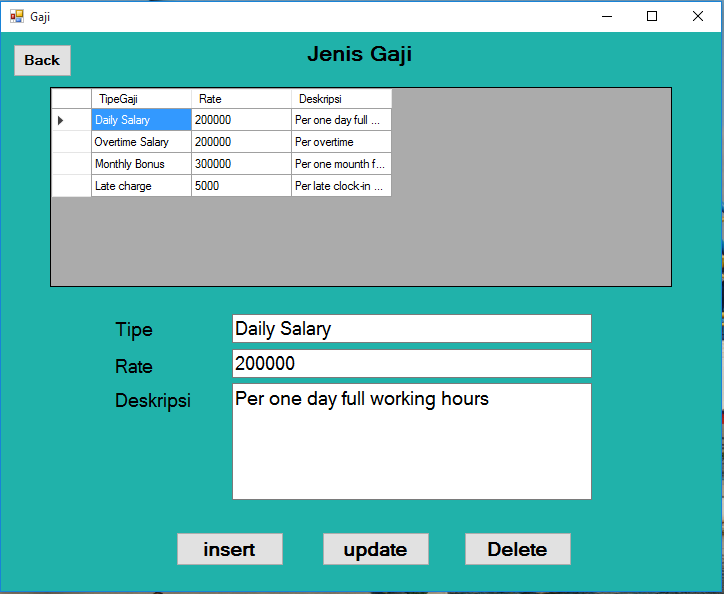 Gaji
Back
Jenis Gaji
TipeGaji Rate Deskripsi
Daily Salary 200000 Per one day full ...
Overtime Salary 200000 Per overtime
Monthly Bonus 300000 Per one mounth f...
Late charge 5000 Per late clock-in ...
Tipe Daily Salary
Rate 200000
Deskripsi Per one day full working hours
insert update Delete